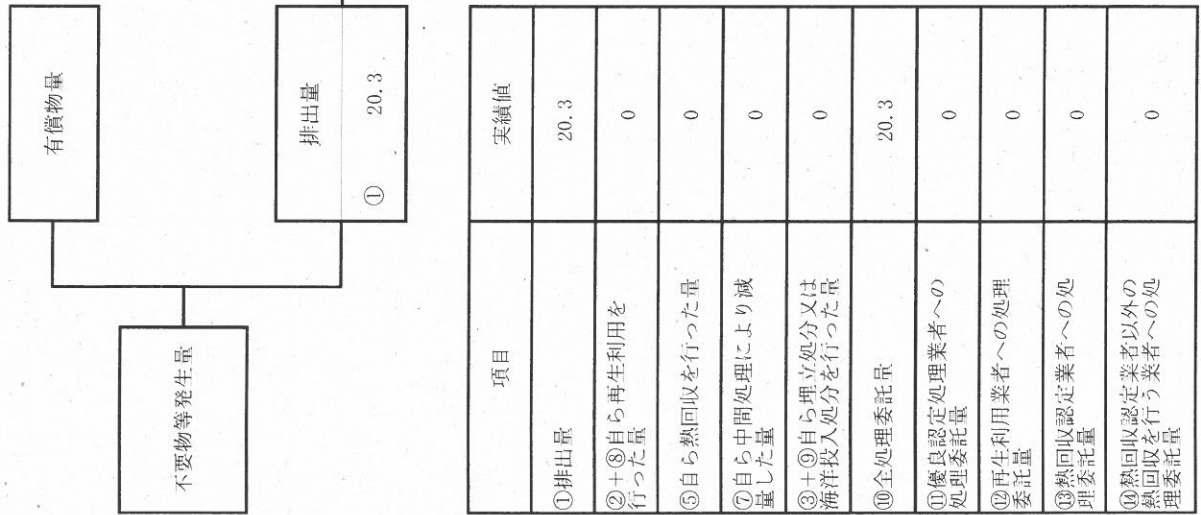 不要物等発生量
有償物量
排出量
① 20.3
項目 実績値
①排出量 20.3
②+⑧自ら再生利用を
行った量 0
⑤自ら熱回収を行った量 0
⑦自ら中間処理により減
量した量 0
③+⑨自ら埋立処分又は
海洋投入処分を行った量 0
⑩全処理委託量 20.3
⑪優良認定処理業者への
処理委託量 0
⑫再生利用業者への処理
委託量 0
⑬熱回収認定業者への処
理委託量 0
⑭熱回収認定業者以外の
熱回収を行う業者への処
理委託量 0